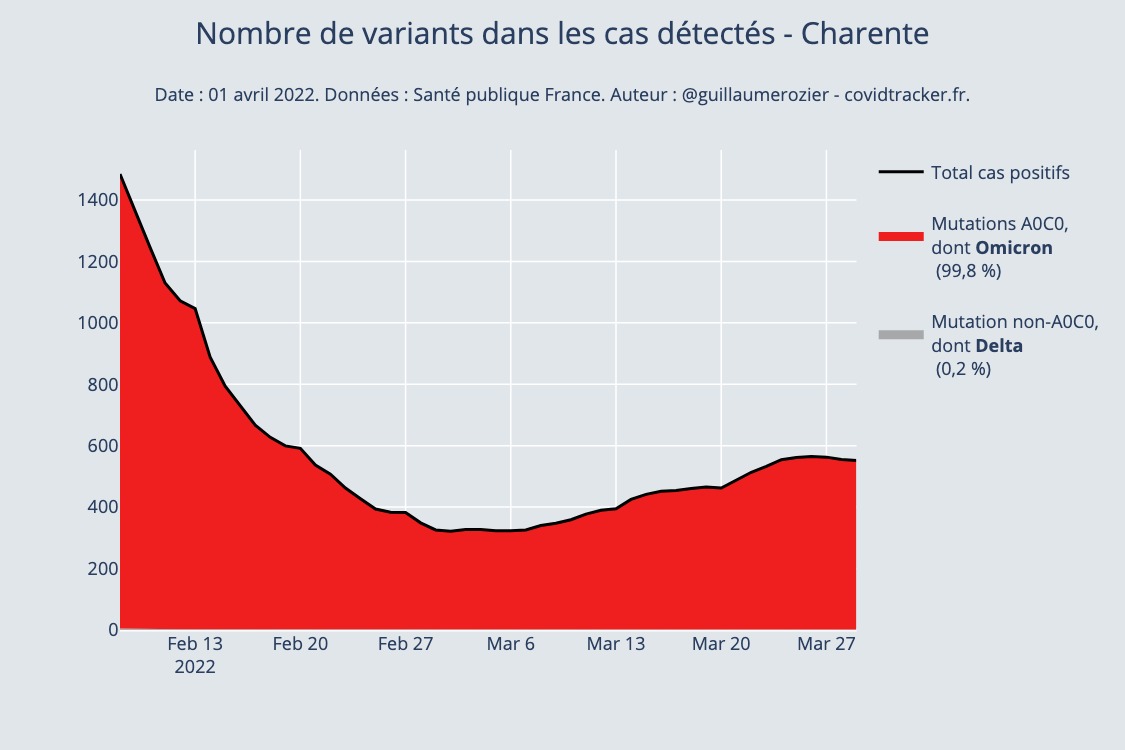 Nombre de variants dans les cas détectés - Charente
Date : 01 avril 2022. Données : Santé publique France. Auteur : @guillaumerozier - covidtracker.fr.
Total cas positifs
Mutations A0C0,
dont Omicron
(99,8 %)
Mutation non-A0C0,
dont Delta
(0,2 %)
1400
1200
1000
800
600
400
200
0
Feb 13 Feb 20 Feb 27 Mar 6 Mar 13 Mar 20 Mar 27
2022